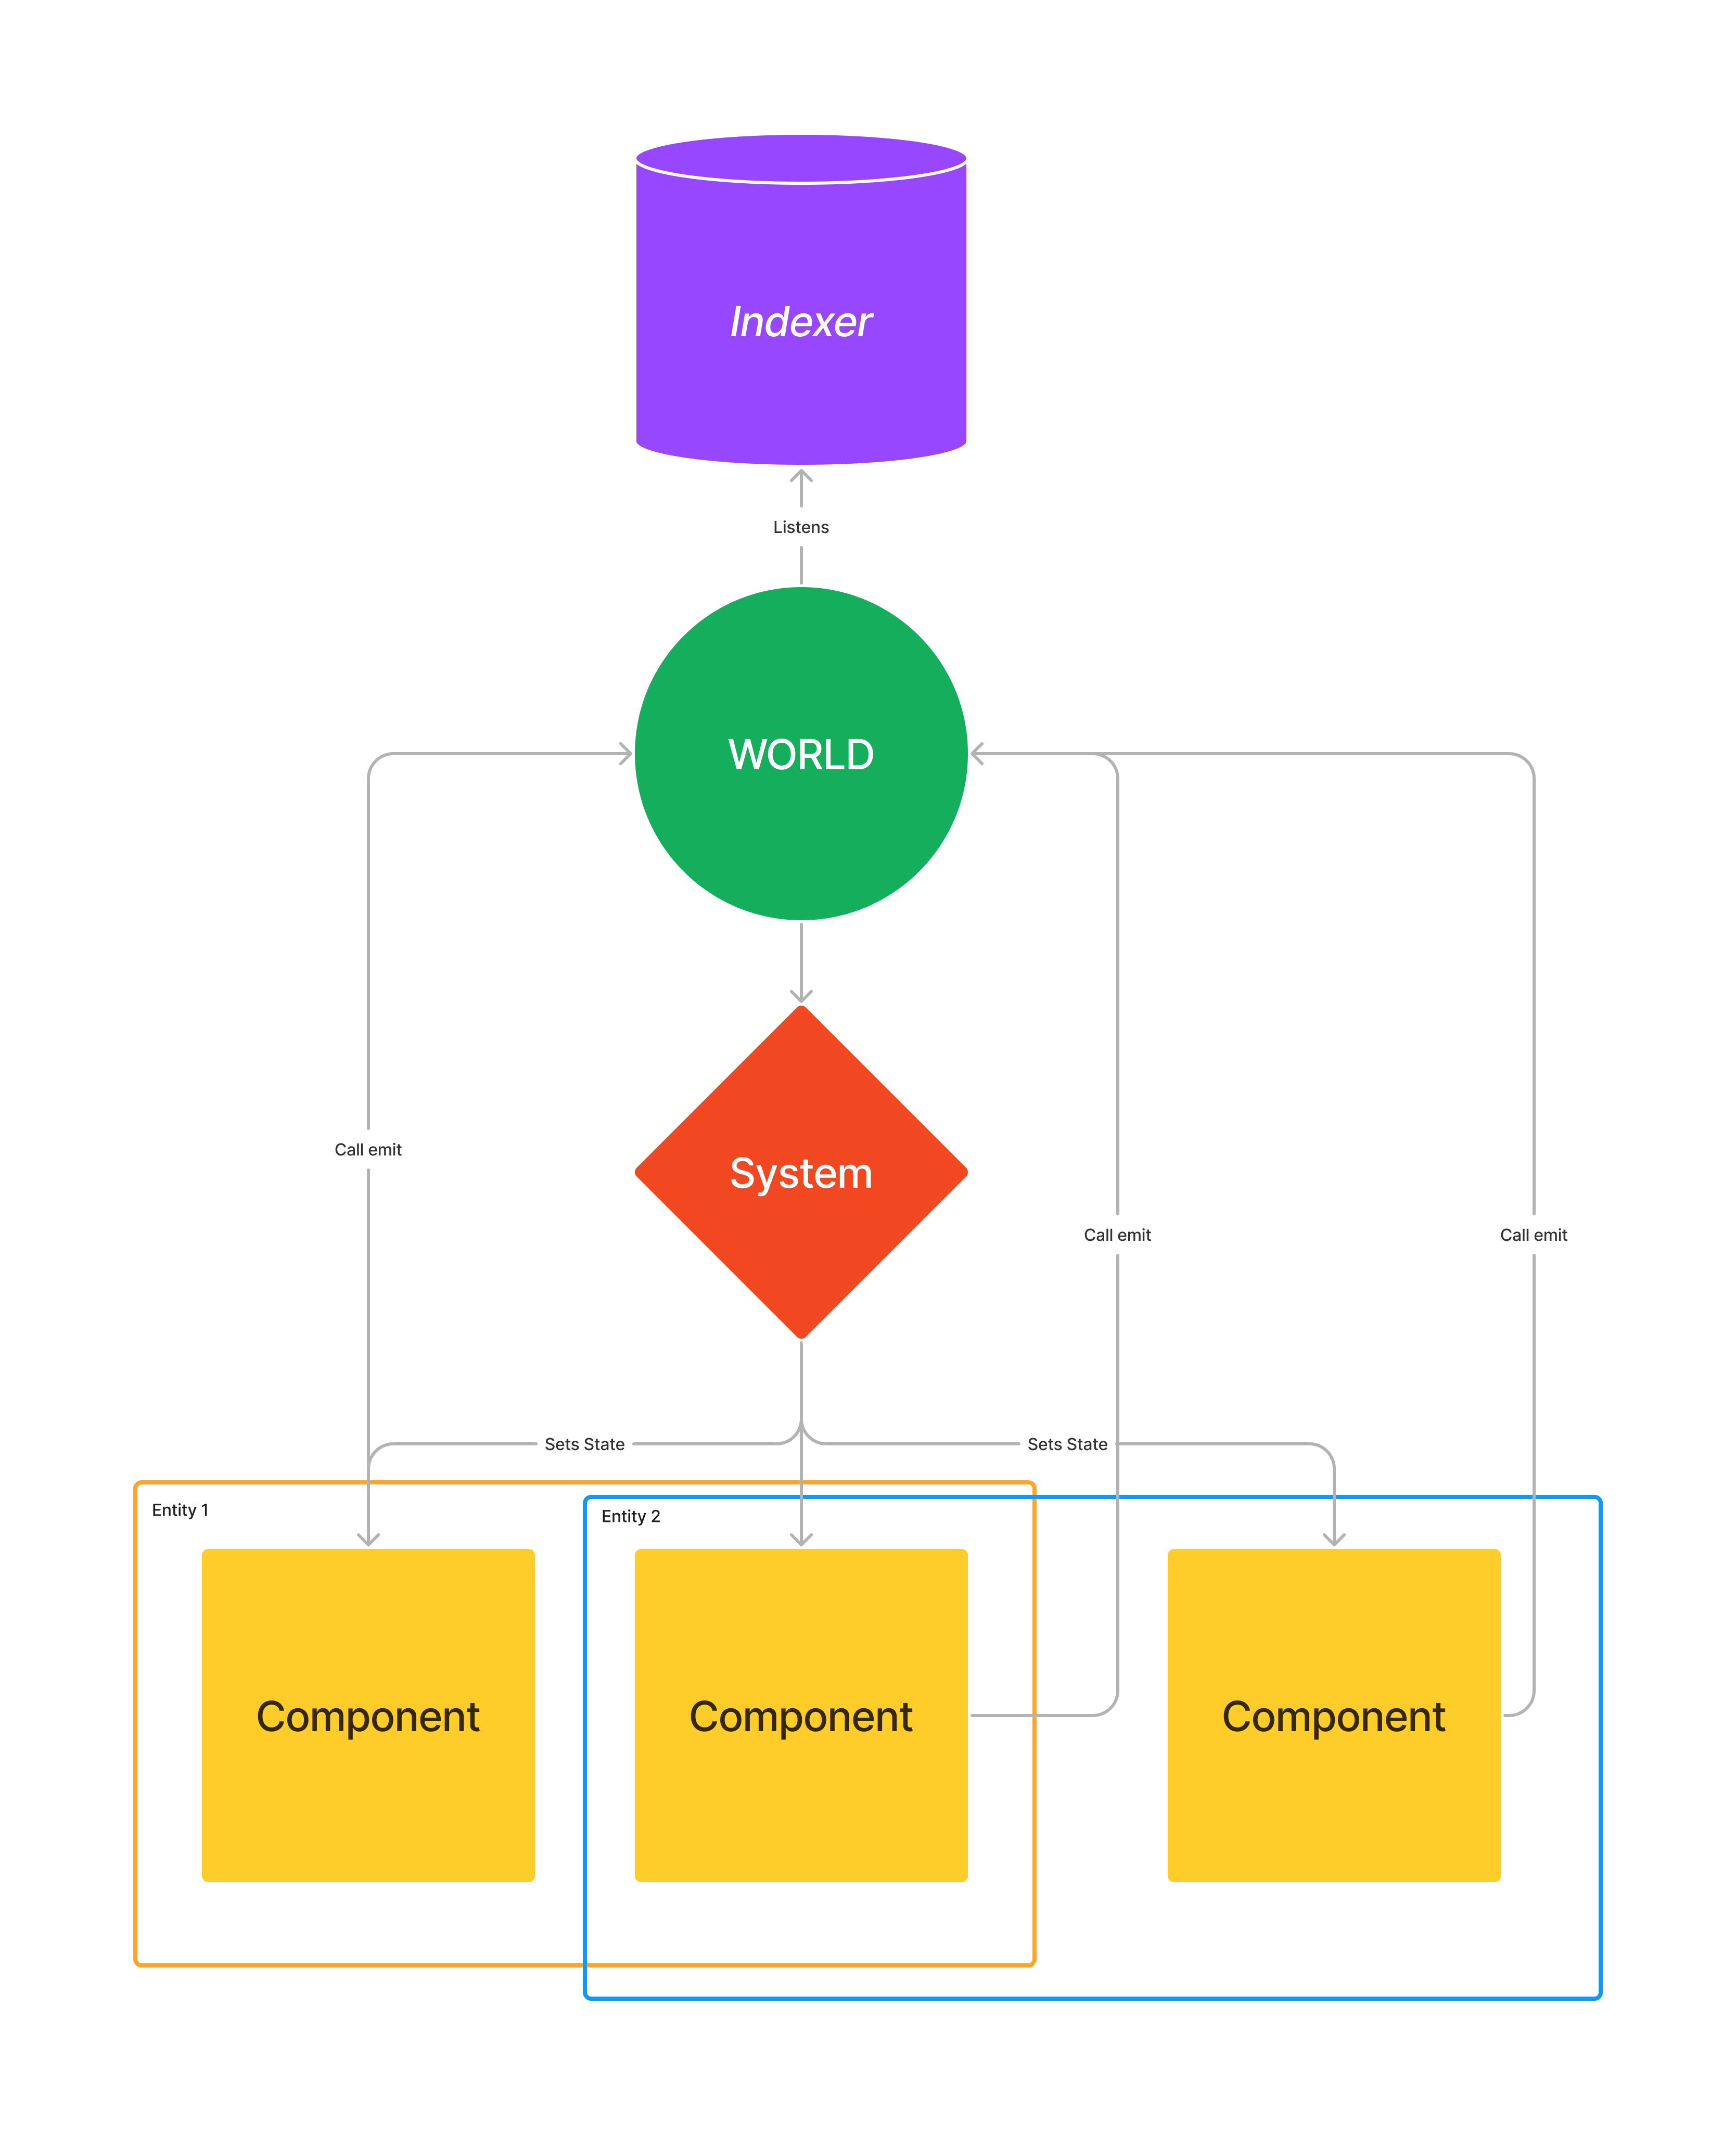 Indexer
Listens
WORLD
Call emit
System
Call emit
Call emit
Sets State
Sets State
Entity 1
Entity 2
Component
Component
Component